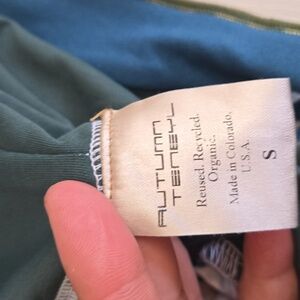 AUTUMN
TENEYL
Reused. Recycled.
Organic.
Made in Colorado,
U.S.A.
S